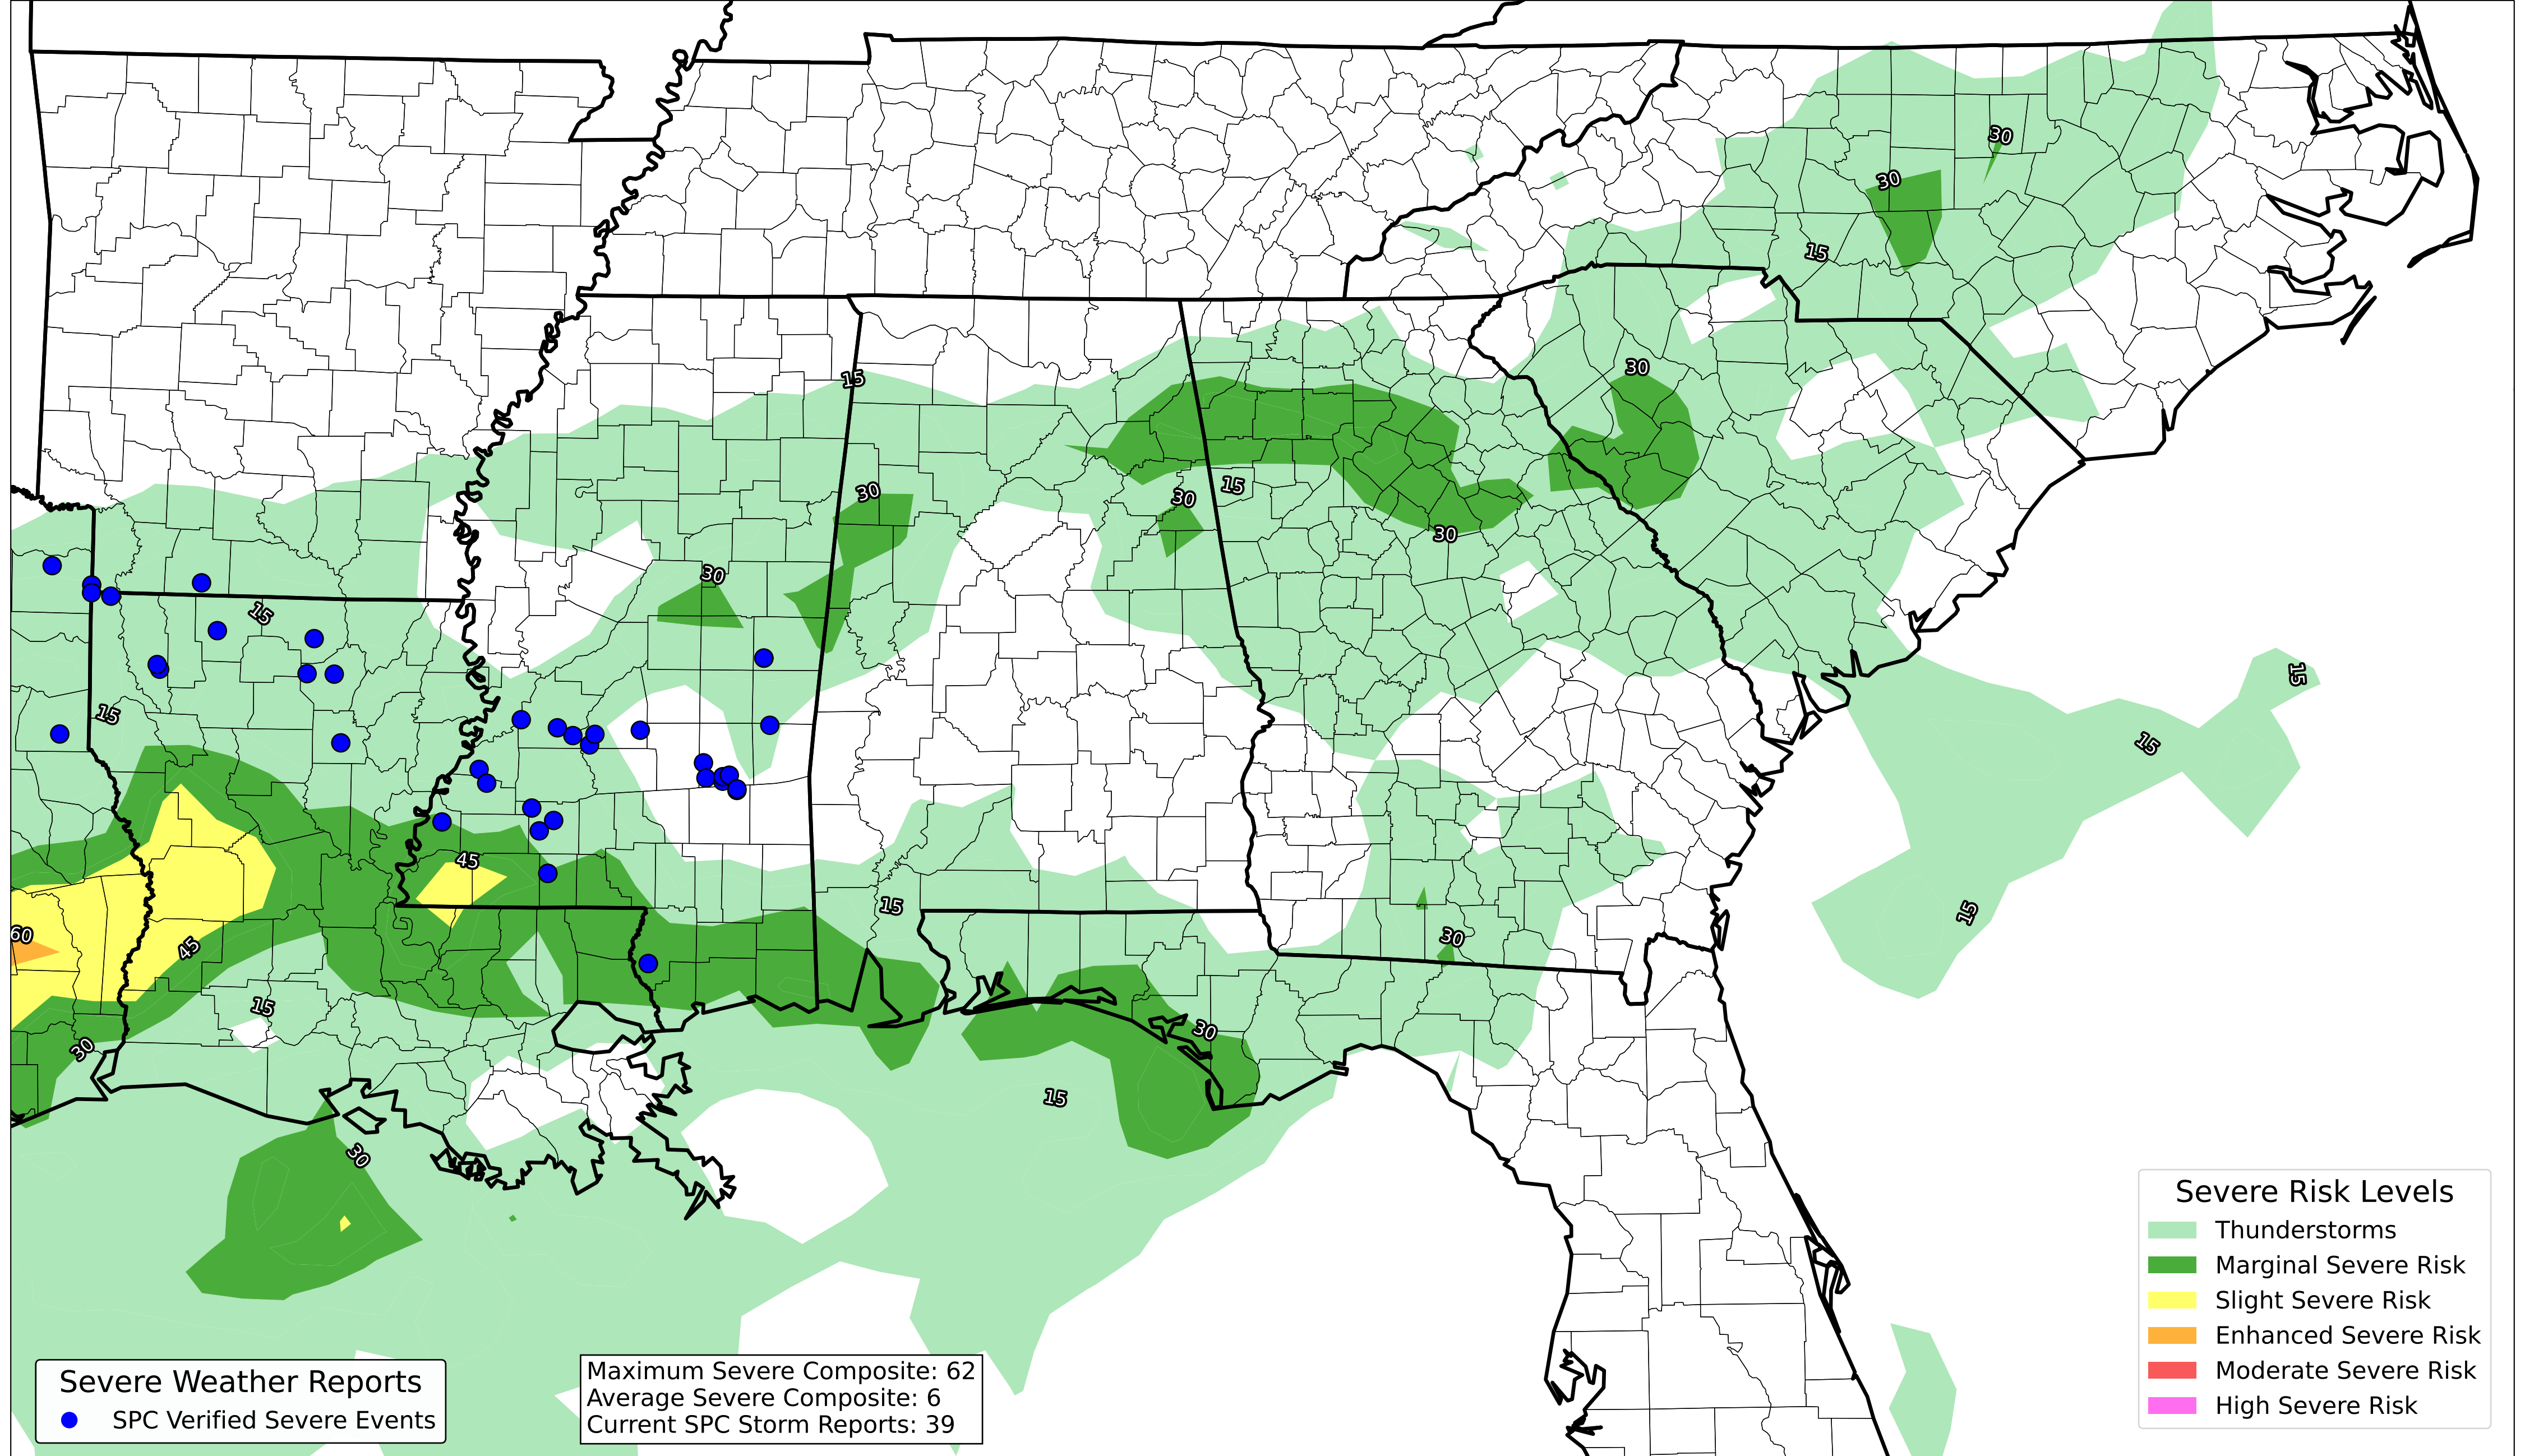 30
30
15
30
15
30
15
30
30
30
15
15
15
15
45
15
15
60
30
45
15
30
30
15
30
Severe Risk Levels
Thunderstorms
Marginal Severe Risk
Slight Severe Risk
Enhanced Severe Risk
Moderate Severe Risk
High Severe Risk
Severe Weather Reports
SPC Verified Severe Events
Maximum Severe Composite: 62
Average Severe Composite: 6
Current SPC Storm Reports: 39